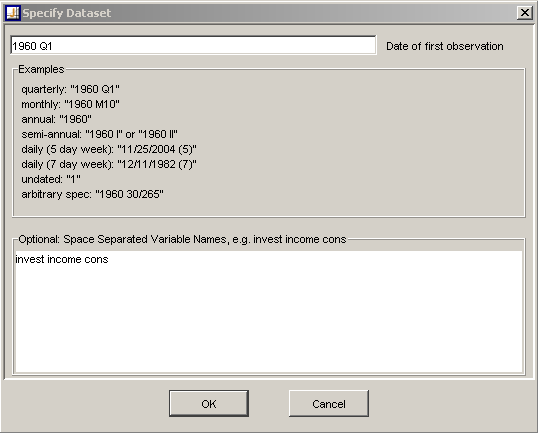 Specify Dataset
1960 Q1
Date of first observation
Examples
quarterly: "1960 Q1"
monthly: "1960 M10"
annual: "1960"
semi-annual: "1960 I" or "1960 II"
daily (5 day week): "11/25/2004 (5)"
daily (7 day week): "12/11/1982 (7)"
undated: "1"
arbitrary spec: "1960 30/265"
Optional: Space Separated Variable Names, e.g. invest income cons
invest income cons
OK
Cancel